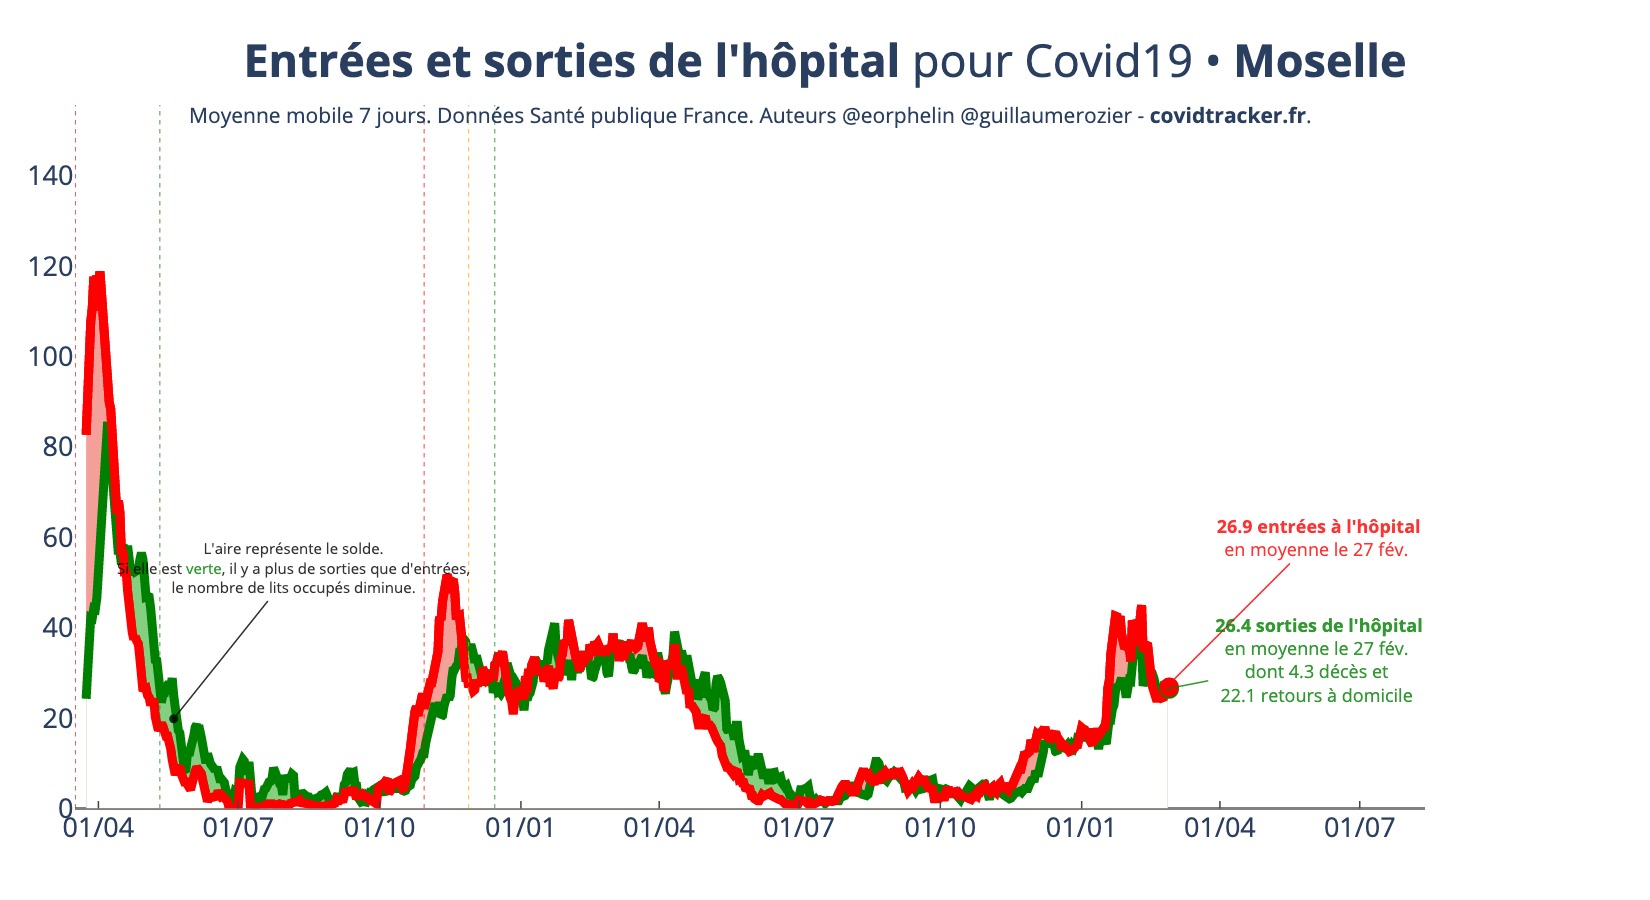 Entrées et sorties de l'hôpital pour Covid19 • Moselle
Moyenne mobile 7 jours. Données Santé publique France. Auteurs @eorphelin @guillaumerozier - covidtracker.fr.
140
120
100
80
60
40
20
0
L'aire représente le solde.
Si elle est verte, il y a plus de sorties que d'entrées,
le nombre de lits occupés diminue.
26.9 entrées à l'hôpital
en moyenne le 27 fév.
26.4 sorties de l'hôpital
en moyenne le 27 fév.
dont 4.3 décès et
22.1 retours à domicile
01/04 01/07 01/10 01/01 01/04 01/07 01/10 01/01 01/04 01/07